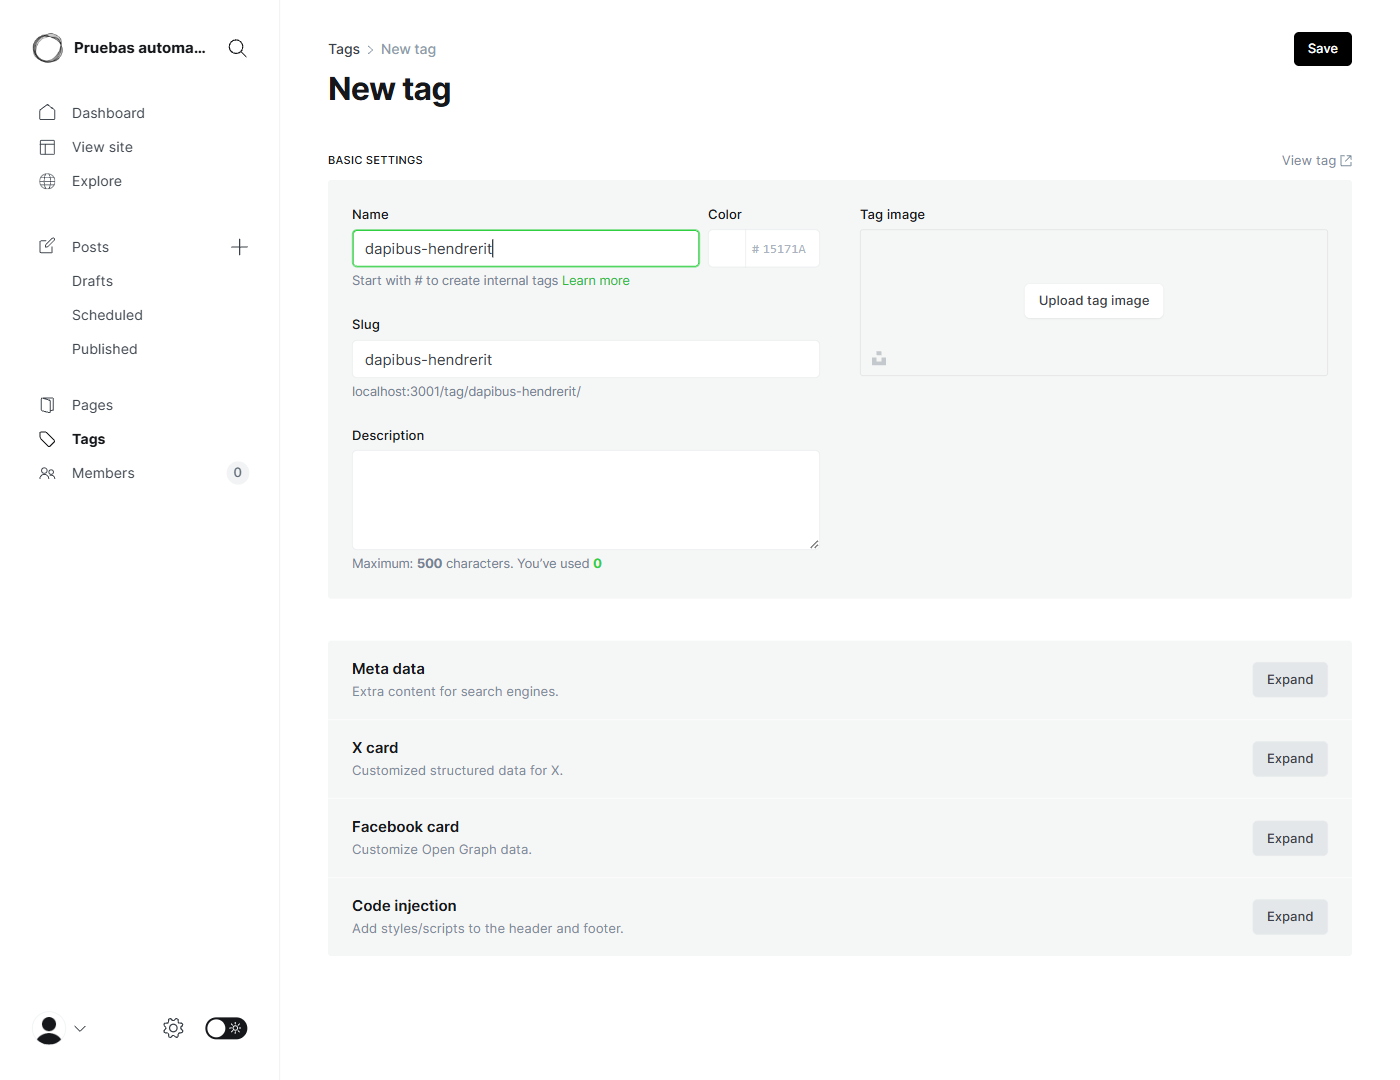 Pruebas automa...
Dashboard
View site
Explore
Posts
Drafts
Scheduled
Published
Pages
Tags
Members 0
Tags > New tag
Save
New tag
BASIC SETTINGS
View tag
Name
dapibus-hendrerit
Start with # to create internal tags Learn more
Color
# 15171A
Slug
dapibus-hendrerit
localhost:3001/tag/dapibus-hendrerit/
Description
Maximum: 500 characters. You’ve used 0
Tag image
Upload tag image
Meta data
Extra content for search engines.
Expand
X card
Customized structured data for X.
Expand
Facebook card
Customize Open Graph data.
Expand
Code injection
Add styles/scripts to the header and footer.
Expand